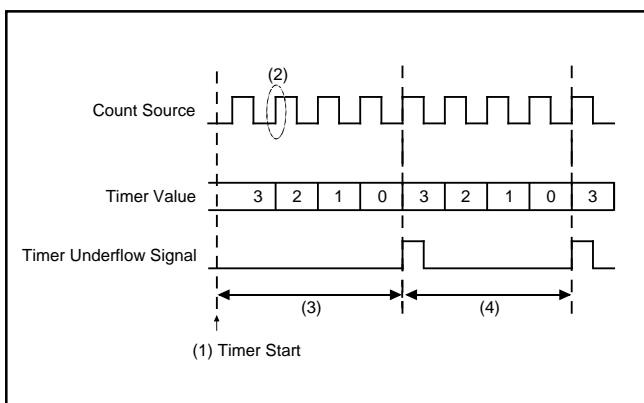 (2)
Count Source
Timer Value 3 2 1 0 3 2 1 0 3
Timer Underflow Signal
(3) (4)
(1) Timer Start